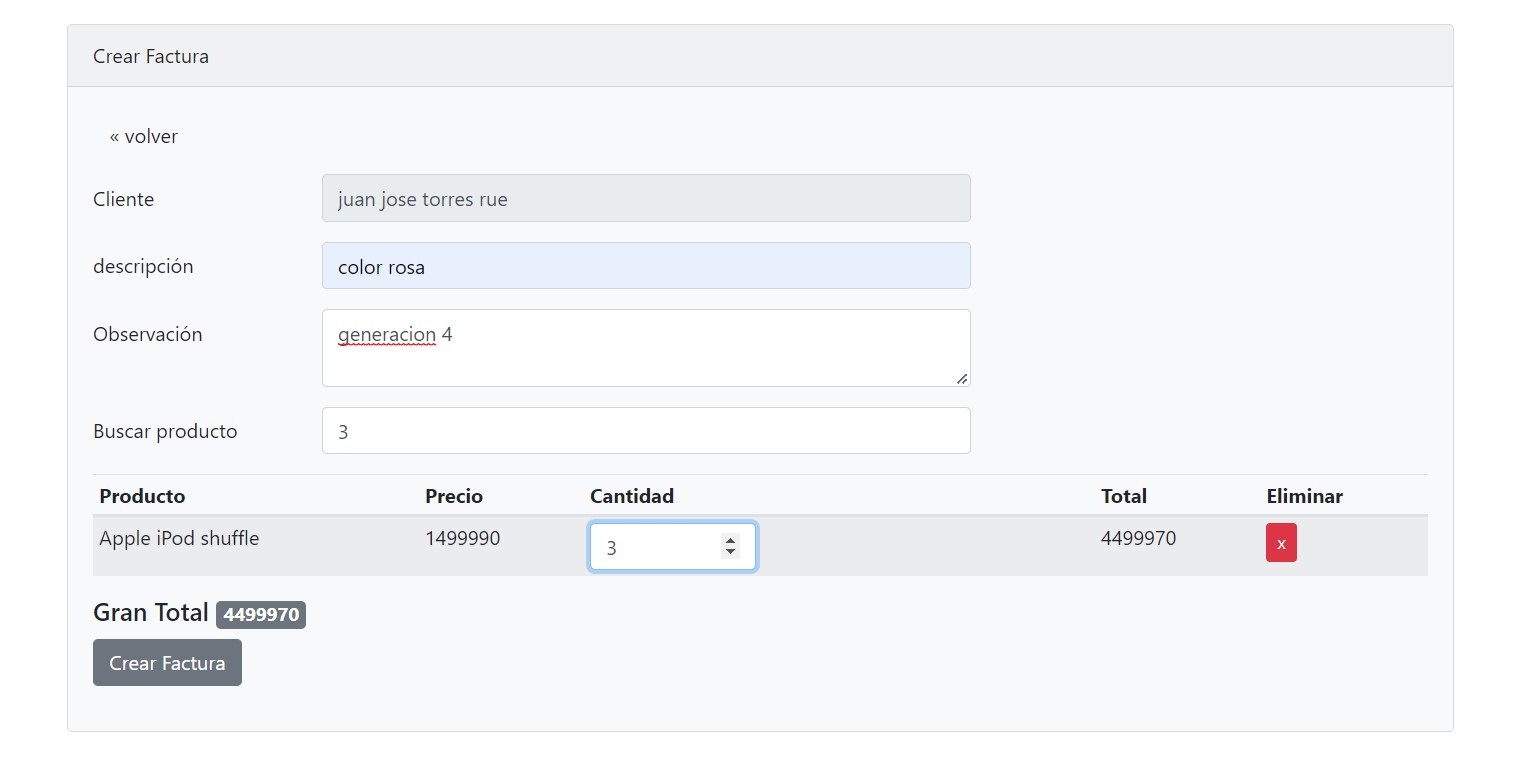 Crear Factura
« volver
Cliente juan jose torres rue
descripción color rosa
Observación generacion 4
Buscar producto 3
Producto Precio Cantidad Total Eliminar
Apple iPod shuffle 1499990 3 4499970 x
Gran Total 4499970
Crear Factura